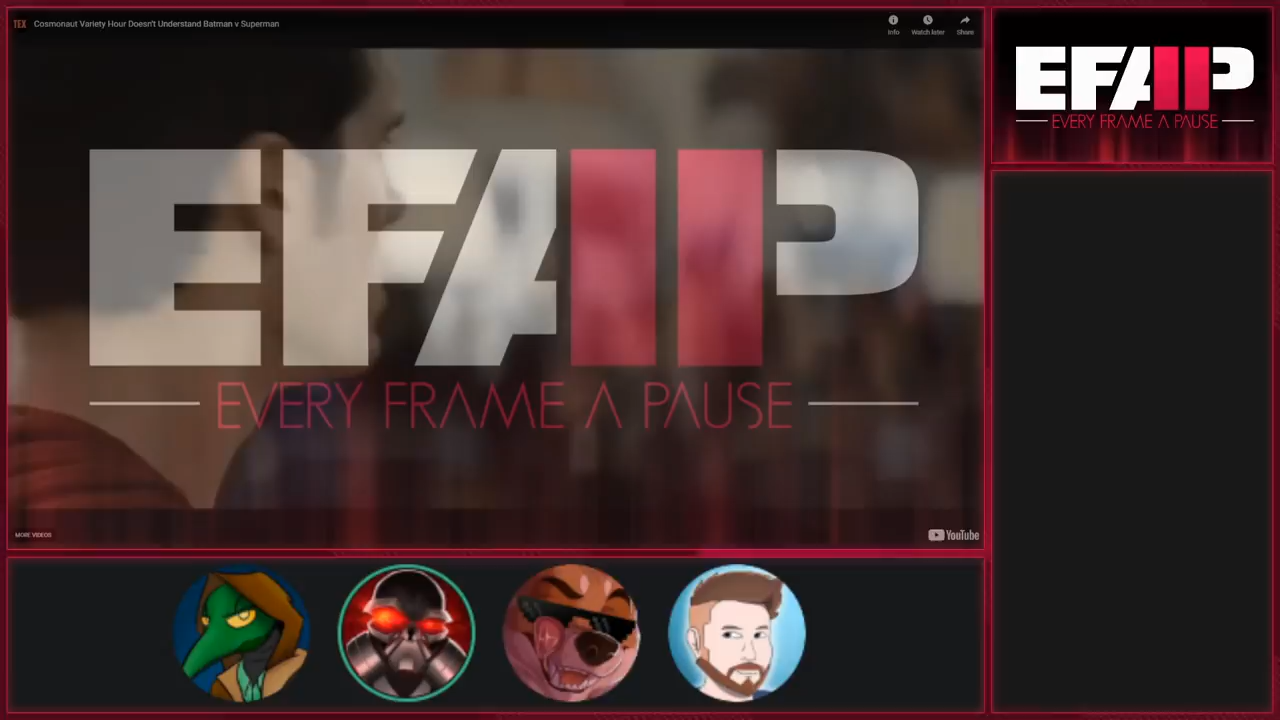 TEX Cosmonaut Variety Hour Doesn't Understand Batman v Superman
Info Watch later Share
EFAP
EVERY FRAME A PAUSE
MORE VIDEOS
YouTube
EFAP
EVERY FRAME A PAUSE